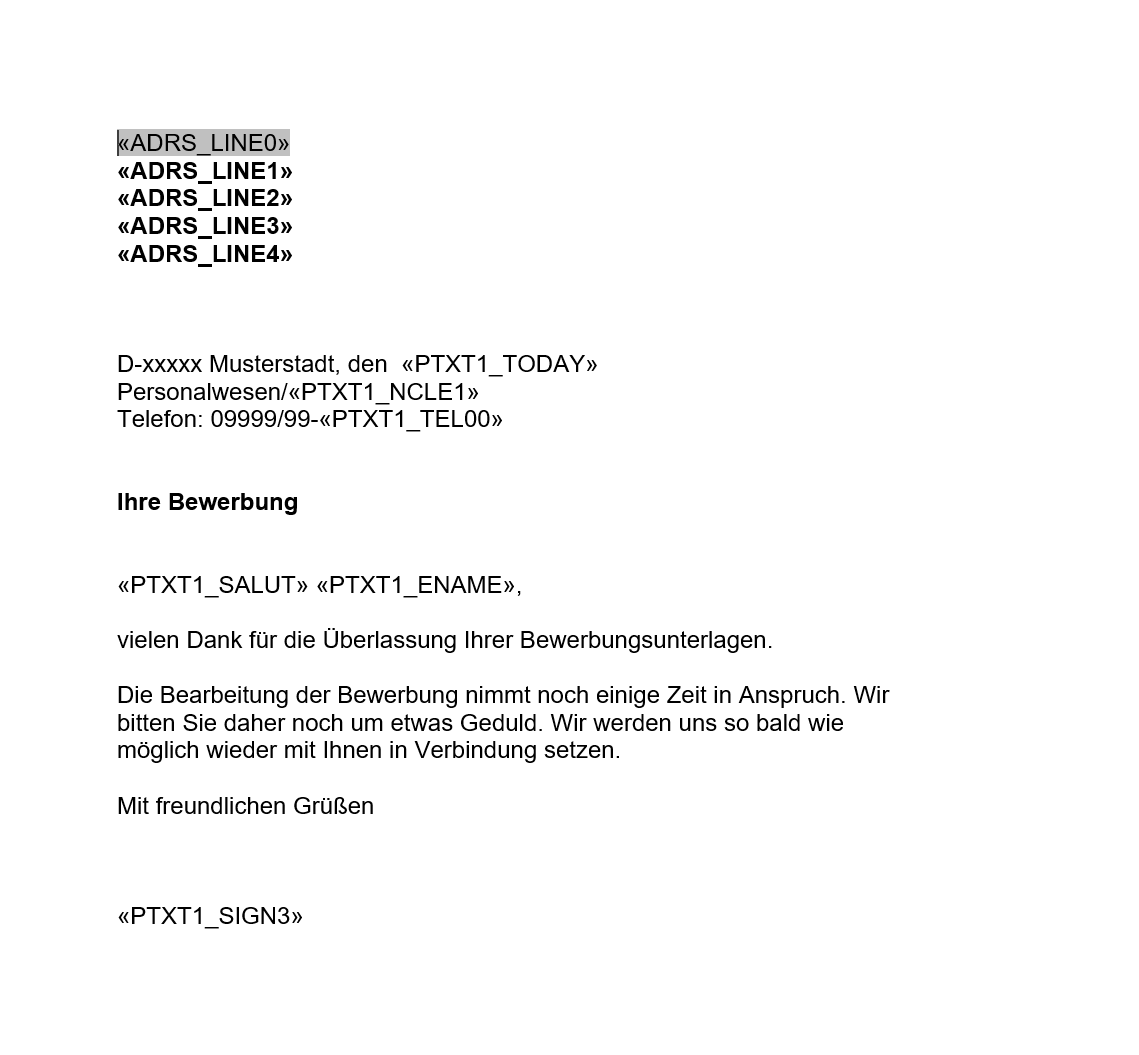 «ADRS_LINE0»
«ADRS_LINE1»
«ADRS_LINE2»
«ADRS_LINE3»
«ADRS_LINE4»
D-xxxxx Musterstadt, den  «PTXT1_TODAY»
Personalwesen/«PTXT1_NCLE1»
Telefon: 09999/99-«PTXT1_TEL00»
Ihre Bewerbung
«PTXT1_SALUT» «PTXT1_ENAME»,
vielen Dank für die Überlassung Ihrer Bewerbungsunterlagen.
Die Bearbeitung der Bewerbung nimmt noch einige Zeit in Anspruch. Wir
bitten Sie daher noch um etwas Geduld. Wir werden uns so bald wie
möglich wieder mit Ihnen in Verbindung setzen.
Mit freundlichen Grüßen
«PTXT1_SIGN3»